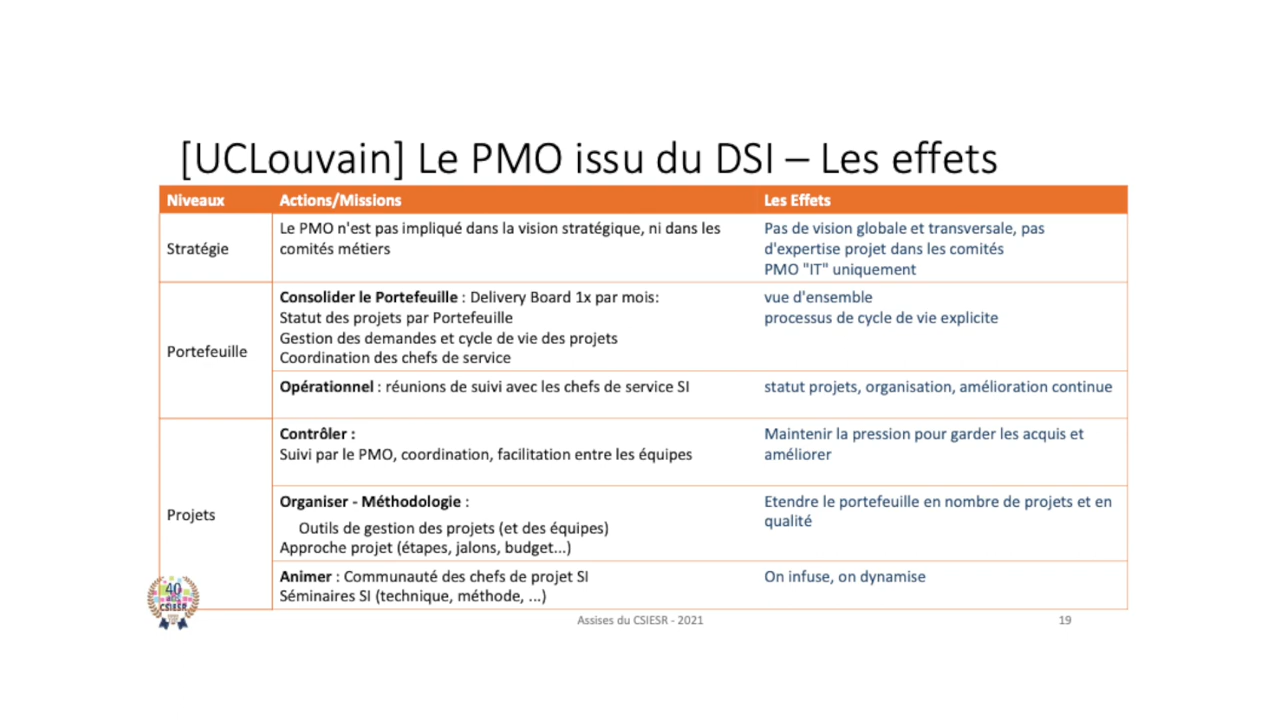 [UCLouvain] Le PMO issu du DSI – Les effets
Niveaux Actions/Missions Les Effets
Stratégie
Le PMO n'est pas impliqué dans la vision stratégique, ni dans les
comités métiers
Pas de vision globale et transversale, pas
d'expertise projet dans les comités
PMO "IT" uniquement
Portefeuille
Consolider le Portefeuille : Delivery Board 1x par mois:
Statut des projets par Portefeuille
Gestion des demandes et cycle de vie des projets
Coordination des chefs de service
vue d'ensemble
processus de cycle de vie explicite
Opérationnel : réunions de suivi avec les chefs de service SI
statut projets, organisation, amélioration continue
Projets
Contrôler :
Suivi par le PMO, coordination, facilitation entre les équipes
Maintenir la pression pour garder les acquis et
améliorer
Organiser - Méthodologie :
Outils de gestion des projets (et des équipes)
Approche projet (étapes, jalons, budget...)
Etendre le portefeuille en nombre de projets et en
qualité
Animer : Communauté des chefs de projet SI
Séminaires SI (technique, méthode, ...)
On infuse, on dynamise
40
CSIESR
Assises du CSIESR - 2021
19